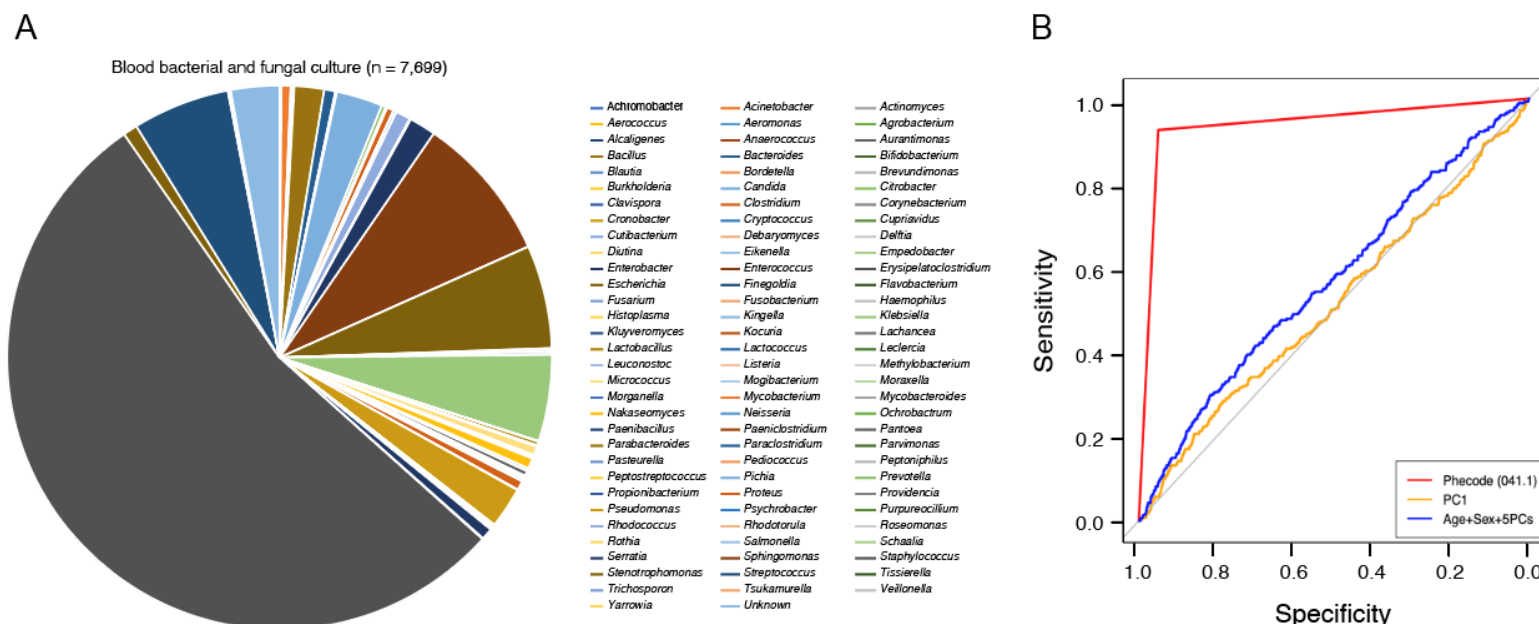 A
B
Blood bacterial and fungal culture (n = 7,699)
Achromobacter Acinetobacter Actinomyces
Aerococcus Aeromonas Agrobacterium
Alcaligenes Anaerococcus Aurantimonas
Bacillus Bacteroides Bifidobacterium
Blautia Bordetella Brevundimonas
Burkholderia Candida Citrobacter
Clavispora Clostridium Corynebacterium
Cronobacter Cryptococcus Cupriavidus
Cutibacterium Debaryomyces Delftia
Diutina Eikenella Empedobacter
Enterobacter Enterococcus Erysipelatoclostridium
Escherichia Finegoldia Flavobacterium
Fusarium Fusobacterium Haemophilus
Histoplasma Kingella Klebsiella
Kluyveromyces Kocuria Lachancea
Lactobacillus Lactococcus Leclercia
Leuconostoc Listeria Methylobacterium
Micrococcus Mogibacterium Moraxella
Morganella Mycobacterium Mycobacteroides
Nakaseomyces Neisseria Ochrobactrum
Paenibacillus Paeniclostridium Pantoea
Parabacteroides Paraclostridium Parvimonas
Pasteurella Pediococcus Peptoniphilus
Peptostreptococcus Pichia Prevotella
Propionibacterium Proteus Providencia
Pseudomonas Psychrobacter Purpureocillium
Rhodococcus Rhodotorula Roseomonas
Rothia Salmonella Schaalia
Serratia Sphingomonas Staphylococcus
Stenotrophomonas Streptococcus Tissierella
Trichosporon Tsukamurella Veillonella
Yarrowia Unknown
Sensitivity
1.0
0.8
0.6
0.4
0.2
0.0
Phecode (041.1)
PC1
Age+Sex+5PCs
1.0 0.8 0.6 0.4 0.2 0.0
Specificity